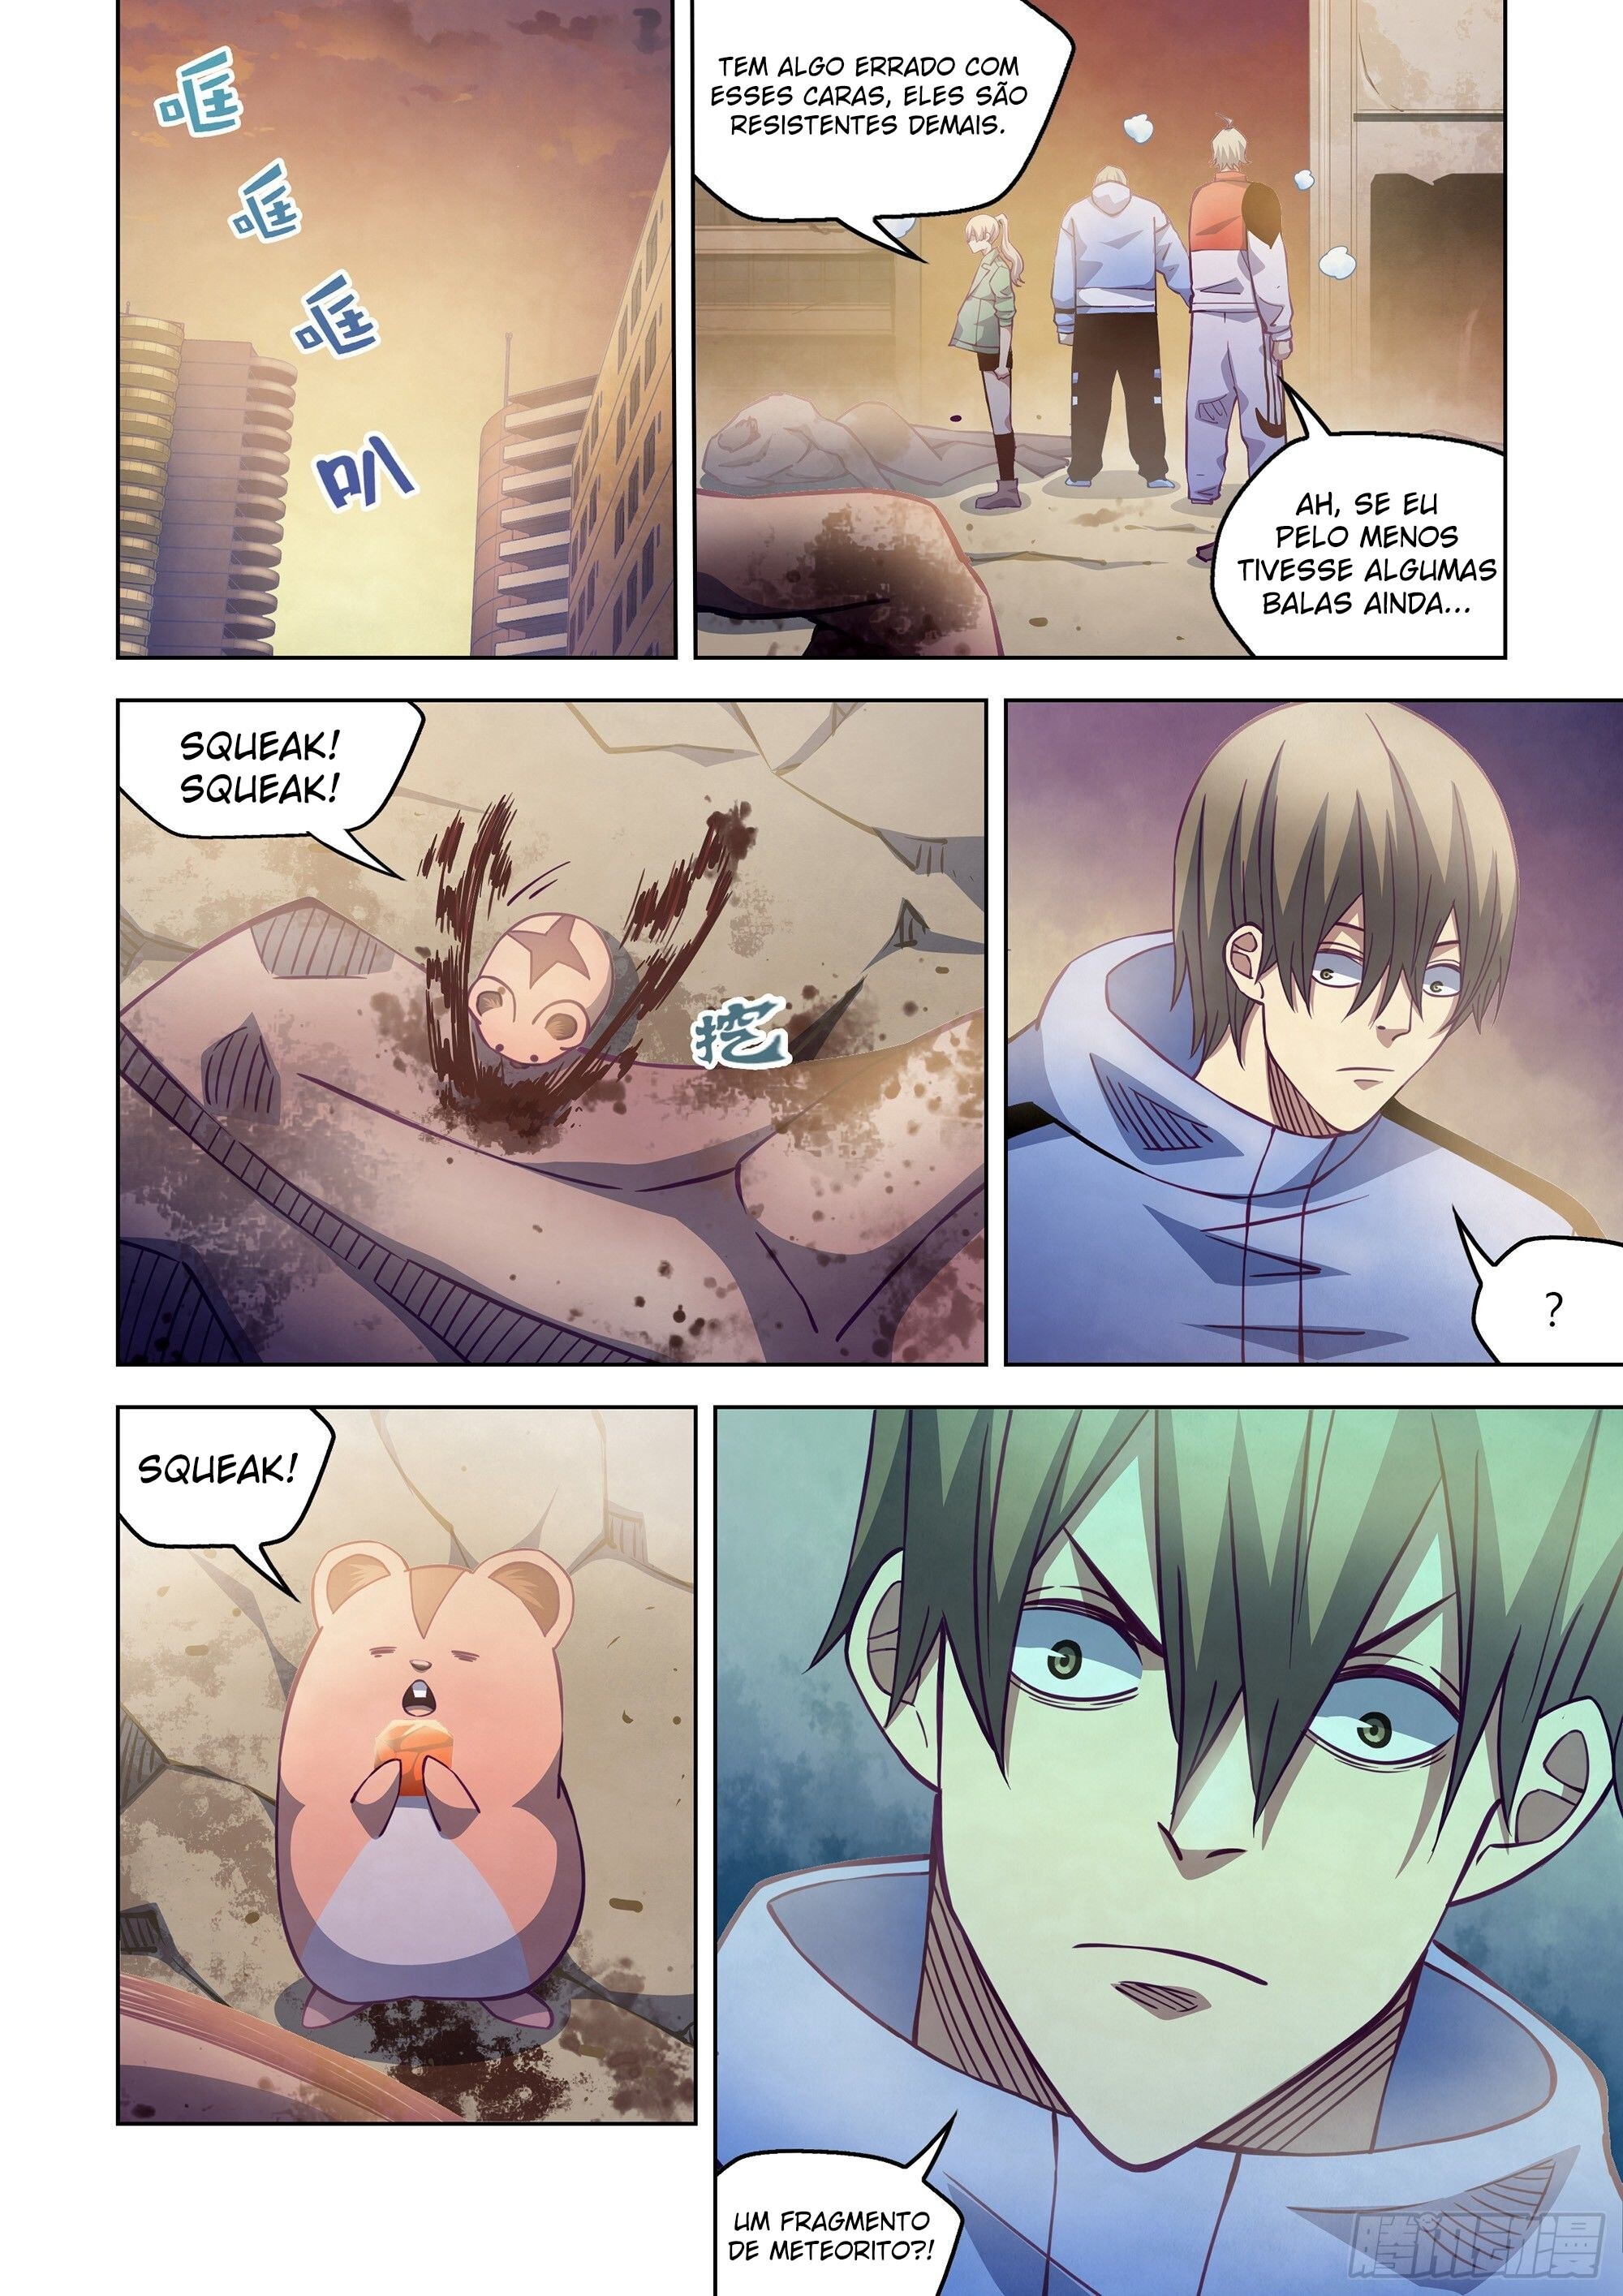 哐
哐
哐
叭
TEM ALGO ERRADO COM
ESSES CARAS, ELES SÃO
RESISTENTES DEMAIS.
AH, SE EU
PELO MENOS
TIVESSE ALGUMAS
BALAS AINDA...
SQUEAK!
SQUEAK!
挖
?
SQUEAK!
UM FRAGMENTO
DE METEORITO?!
腾讯动漫